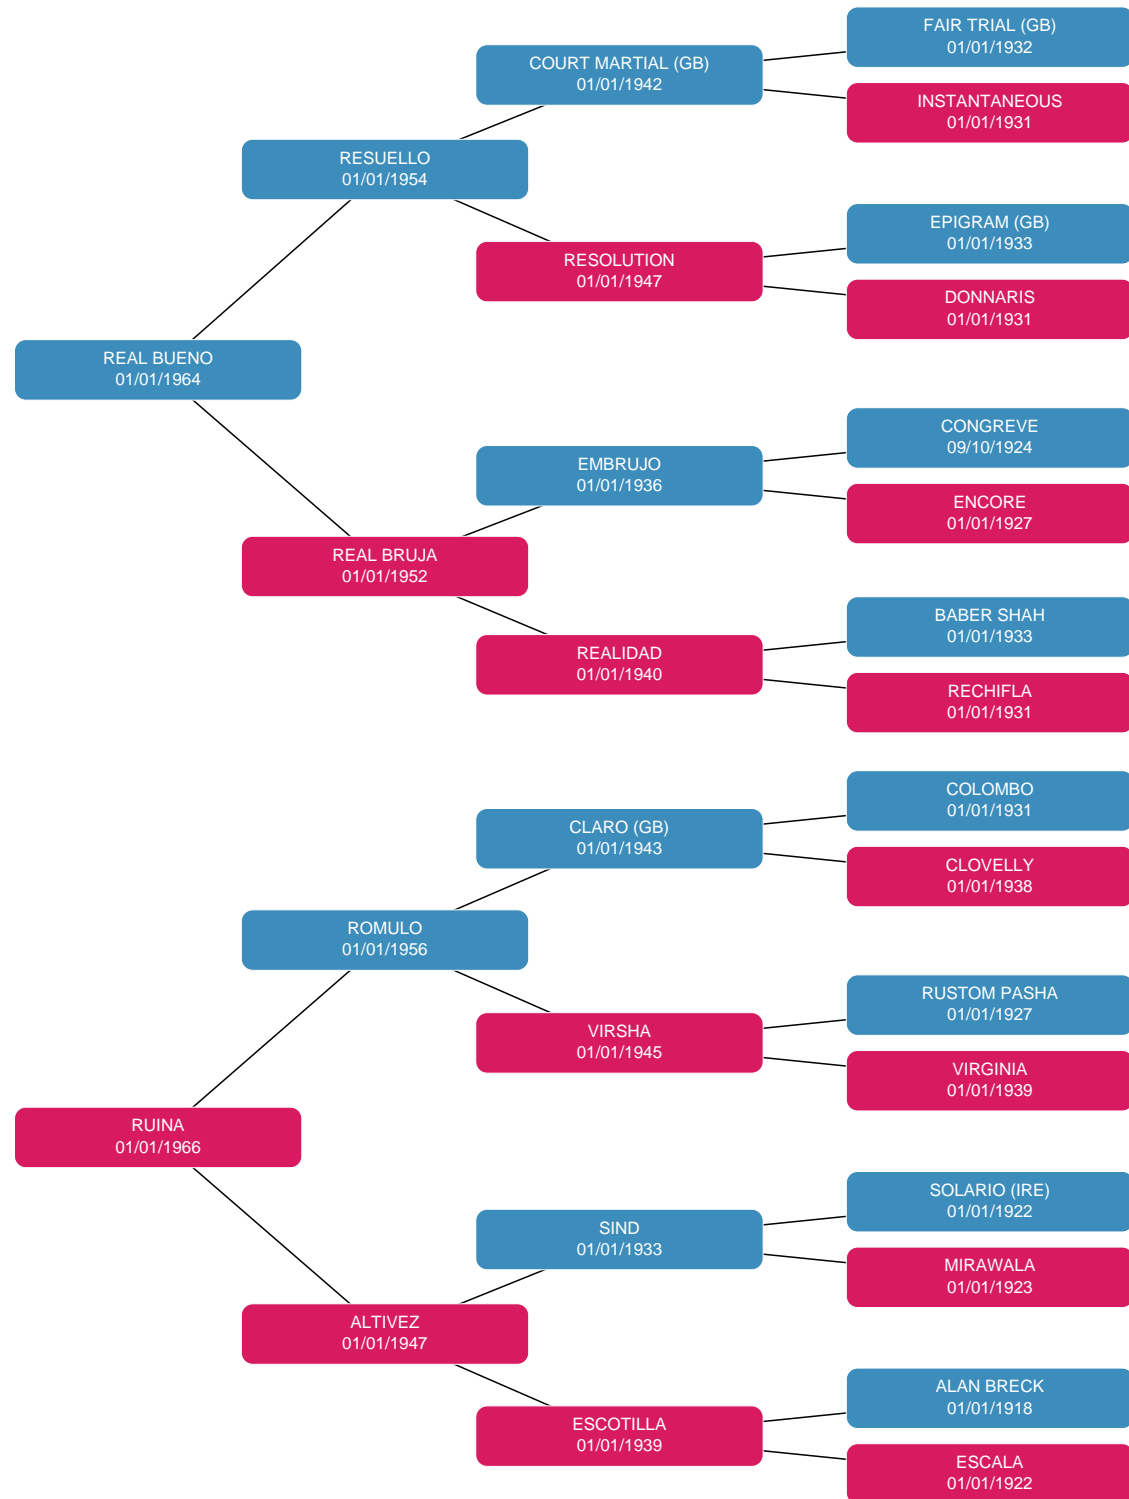 FAIR TRIAL (GB)
01/01/1932
COURT MARTIAL (GB)
01/01/1942
INSTANTANEOUS
01/01/1931
RESUELLO
01/01/1954
EPIGRAM (GB)
01/01/1933
RESOLUTION
01/01/1947
DONNARIS
01/01/1931
REAL BUENO
01/01/1964
CONGREVE
09/10/1924
EMBRUJO
01/01/1936
ENCORE
01/01/1927
REAL BRUJA
01/01/1952
BABER SHAH
01/01/1933
REALIDAD
01/01/1940
RECHIFLA
01/01/1931
COLOMBO
01/01/1931
CLARO (GB)
01/01/1943
CLOVELLY
01/01/1938
ROMULO
01/01/1956
RUSTOM PASHA
01/01/1927
VIRSHA
01/01/1945
VIRGINIA
01/01/1939
RUINA
01/01/1966
SOLARIO (IRE)
01/01/1922
SIND
01/01/1933
MIRAWALA
01/01/1923
ALTIVEZ
01/01/1947
ALAN BRECK
01/01/1918
ESCOTILLA
01/01/1939
ESCALA
01/01/1922